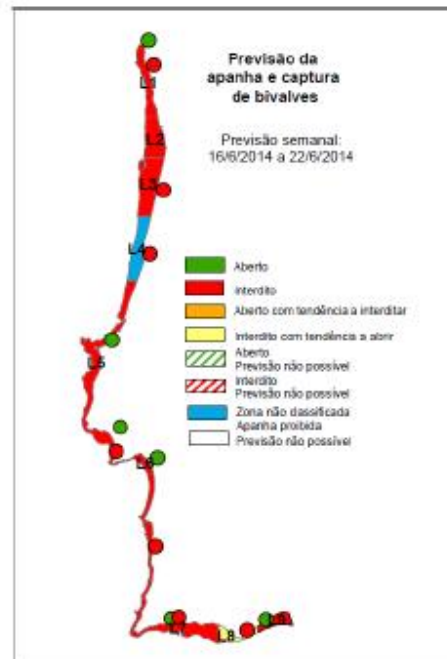 Previsão da
apanha e captura
de bivalves
Previsão semanal:
16/6/2014 a 22/6/2014
L1
L2
L3
L4
L5
L6
L7
L8
Aberto
Interdito
Aberto com tendência a interditar
Interdito com tendência a abrir
Aberto
Previsão não possível
Interdito
Previsão não possível
Zona não classificada
Apanha proibida
Previsão não possível